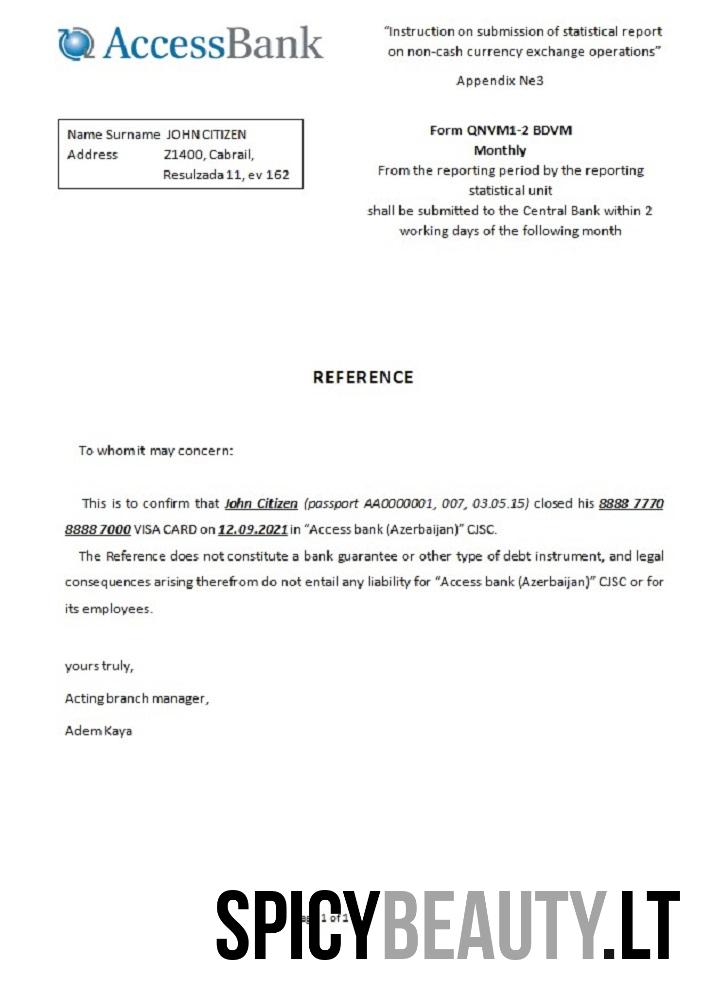 AccessBank
“Instruction on submission of statistical report
on non-cash currency exchange operations”
Appendix Ne3
Name Surname JOHN CITIZEN
Address Z1400, Cabrail,
Resulzada 11, ev 162
Form QNVM1-2 BDVM
Monthly
From the reporting period by the reporting
statistical unit
shall be submitted to the Central Bank within 2
working days of the following month
REFERENCE
To whom it may concern:
This is to confirm that John Citizen (passport AA0000001, 007, 03.05.15) closed his 8888 7770
8888 7000 VISA CARD on 12.09.2021 in “Access bank (Azerbaijan)” CJSC.
The Reference does not constitute a bank guarantee or other type of debt instrument, and legal
consequences arising therefrom do not entail any liability for “Access bank (Azerbaijan)” CJSC or for
its employees.
yours truly,
Acting branch manager,
Adem Kaya
1 of 1
SPICYBEAUTY.LT